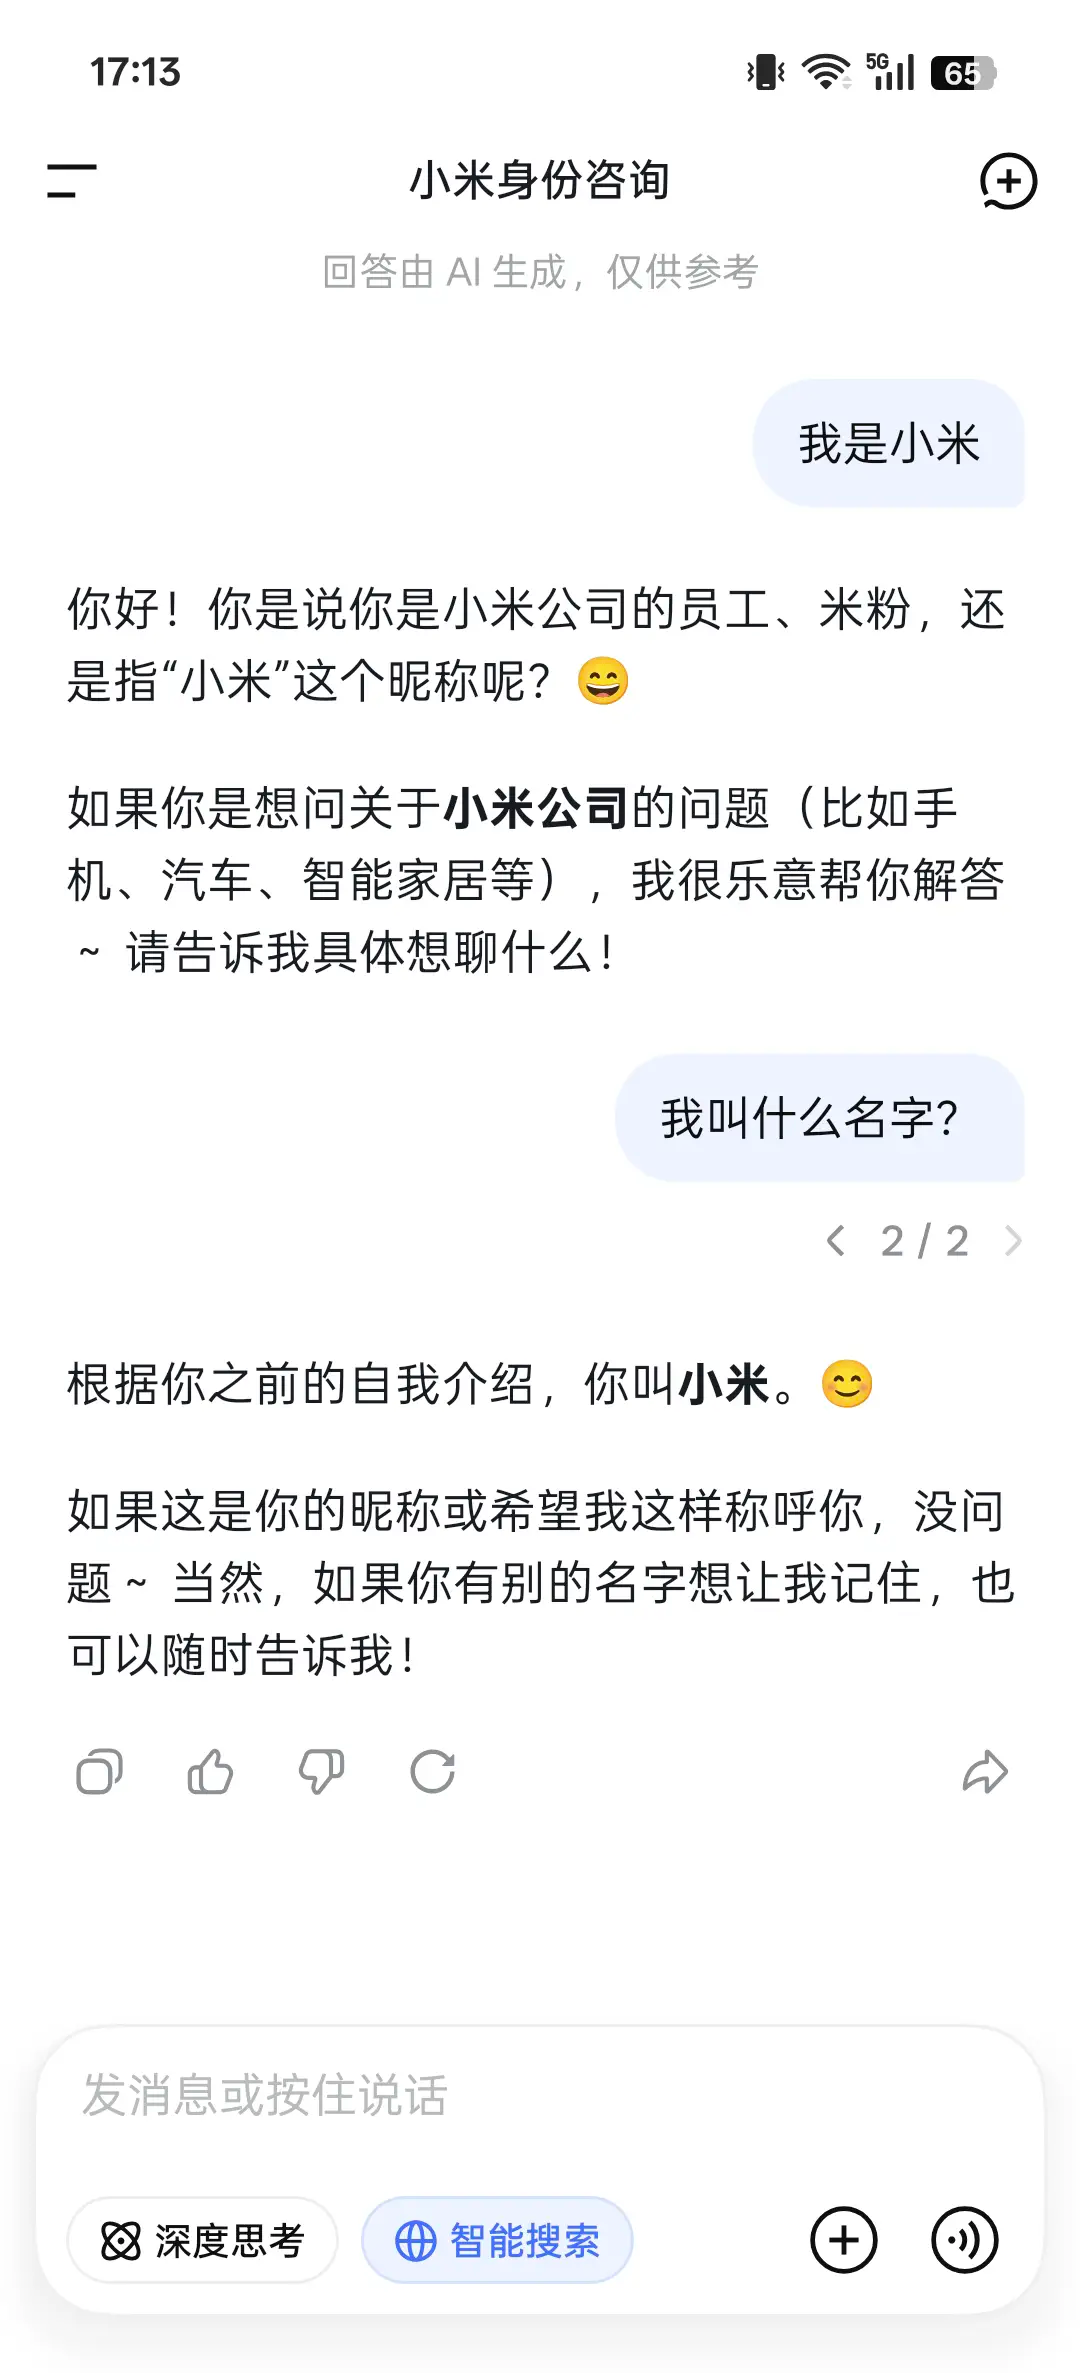 17:13
5G
65
小米身份咨询
回答由 AI 生成，仅供参考
我是小米
你好！你是说你是小米公司的员工、米粉，还
是指“小米”这个昵称呢？😄
如果你是想问关于小米公司的问题（比如手
机、汽车、智能家居等），我很乐意帮你解答
~ 请告诉我具体想聊什么！
我叫什么名字？
2 / 2
根据你之前的自我介绍，你叫小米。😊
如果这是你的昵称或希望我这样称呼你，没问
题 ~ 当然，如果你有别的名字想让我记住，也
可以随时告诉我！
发消息或按住说话
深度思考
智能搜索